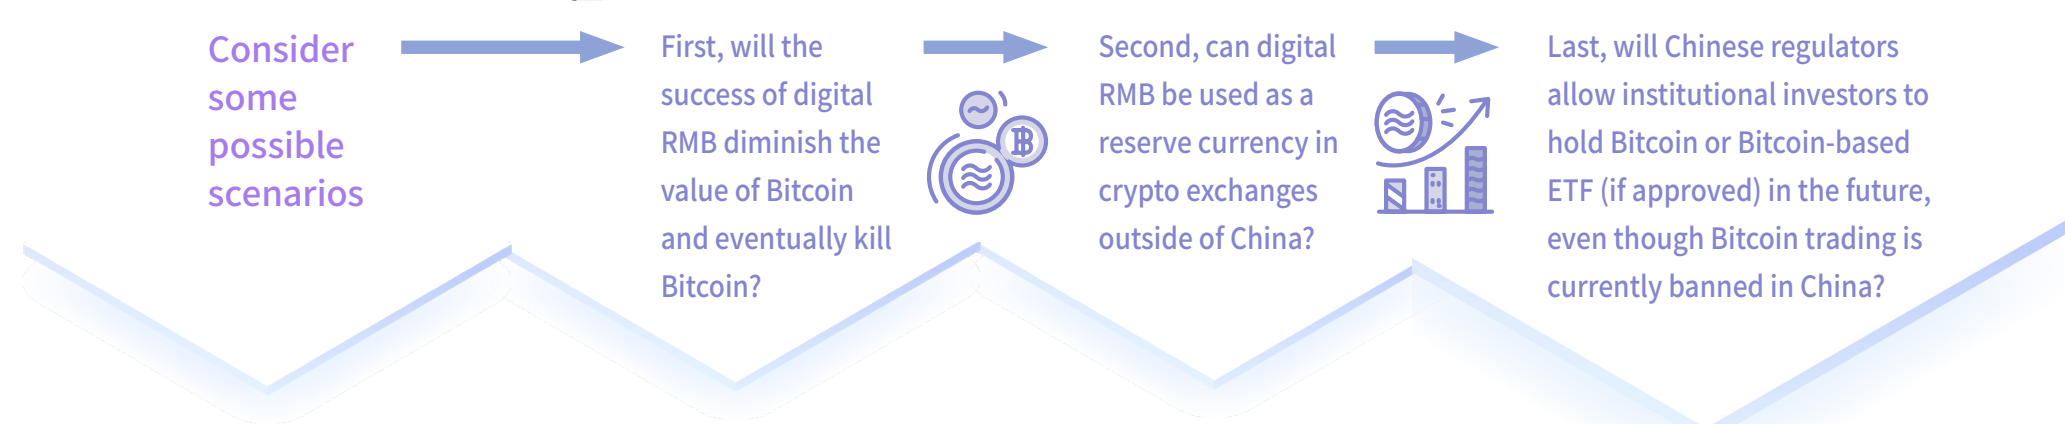 Consider
some
possible
scenarios
First, will the
success of digital
RMB diminish the
value of Bitcoin
and eventually kill
Bitcoin?
Second, can digital
RMB be used as a
reserve currency in
crypto exchanges
outside of China?
Last, will Chinese regulators
allow institutional investors to
hold Bitcoin or Bitcoin-based
ETF (if approved) in the future,
even though Bitcoin trading is
currently banned in China?